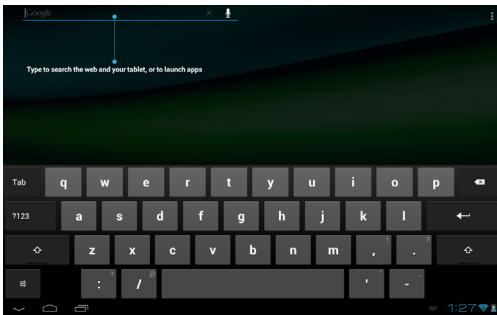 Google
Type to search the web and your tablet, or to launch apps
Tab q w e r t y u i o p
?123 a s d f g h j k l
z x c v b n m , ! . ?
: + / @ ' " - _
1:27